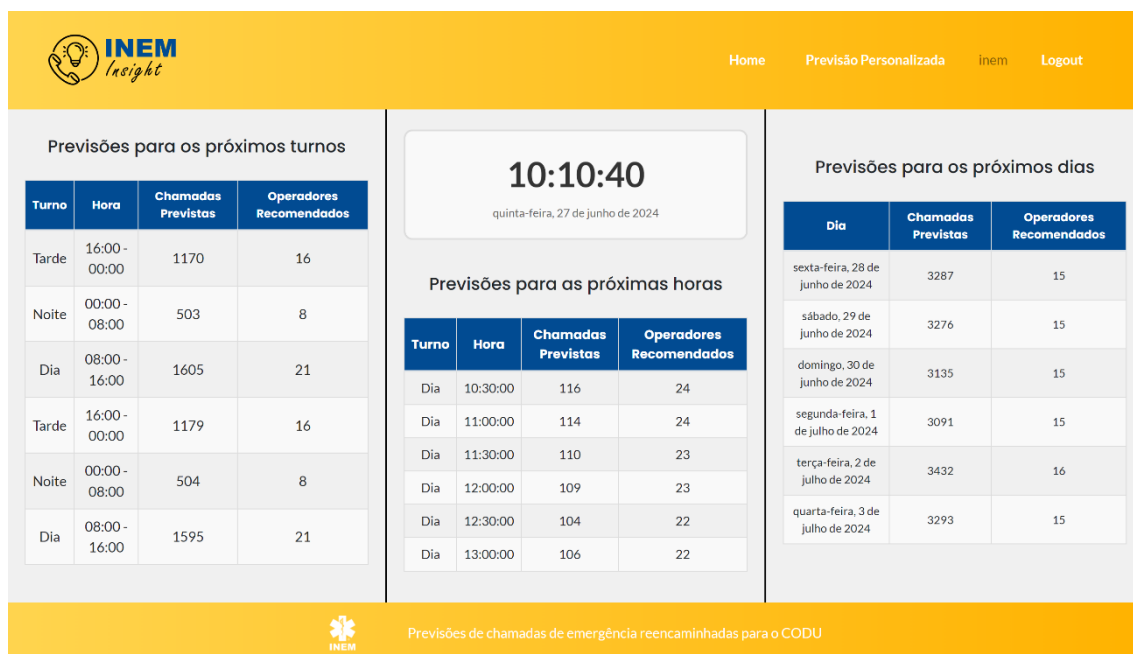 INEM
Insight
Home Previsão Personalizada inem Logout
Previsões para os próximos turnos
Turno Hora Chamadas Previstas Operadores Recomendados
Tarde 16:00 - 00:00 1170 16
Noite 00:00 - 08:00 503 8
Dia 08:00 - 16:00 1605 21
Tarde 16:00 - 00:00 1179 16
Noite 00:00 - 08:00 504 8
Dia 08:00 - 16:00 1595 21
10:10:40
quinta-feira, 27 de junho de 2024
Previsões para as próximas horas
Turno Hora Chamadas Previstas Operadores Recomendados
Dia 10:30:00 116 24
Dia 11:00:00 114 24
Dia 11:30:00 110 23
Dia 12:00:00 109 23
Dia 12:30:00 104 22
Dia 13:00:00 106 22
Previsões para os próximos dias
Dia Chamadas Previstas Operadores Recomendados
sexta-feira, 28 de junho de 2024 3287 15
sábado, 29 de junho de 2024 3276 15
domingo, 30 de junho de 2024 3135 15
segunda-feira, 1 de julho de 2024 3091 15
terça-feira, 2 de julho de 2024 3432 16
quarta-feira, 3 de julho de 2024 3293 15
INEM
Previsões de chamadas de emergência reencaminhadas para o CODU